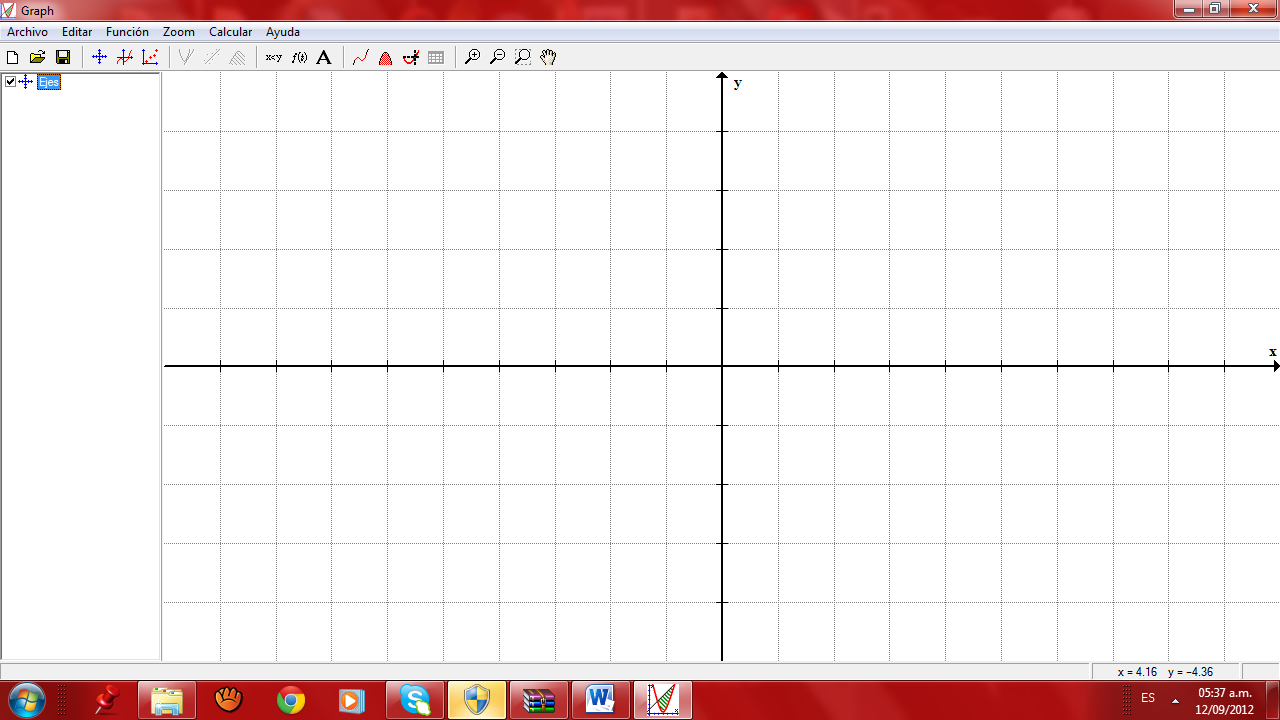 Graph
Archivo Editar Función Zoom Calcular Ayuda
x<y f(x) A
Ejes
y
x
x = 4.16 y = −4.36
ES
05:37 a.m.
12/09/2012